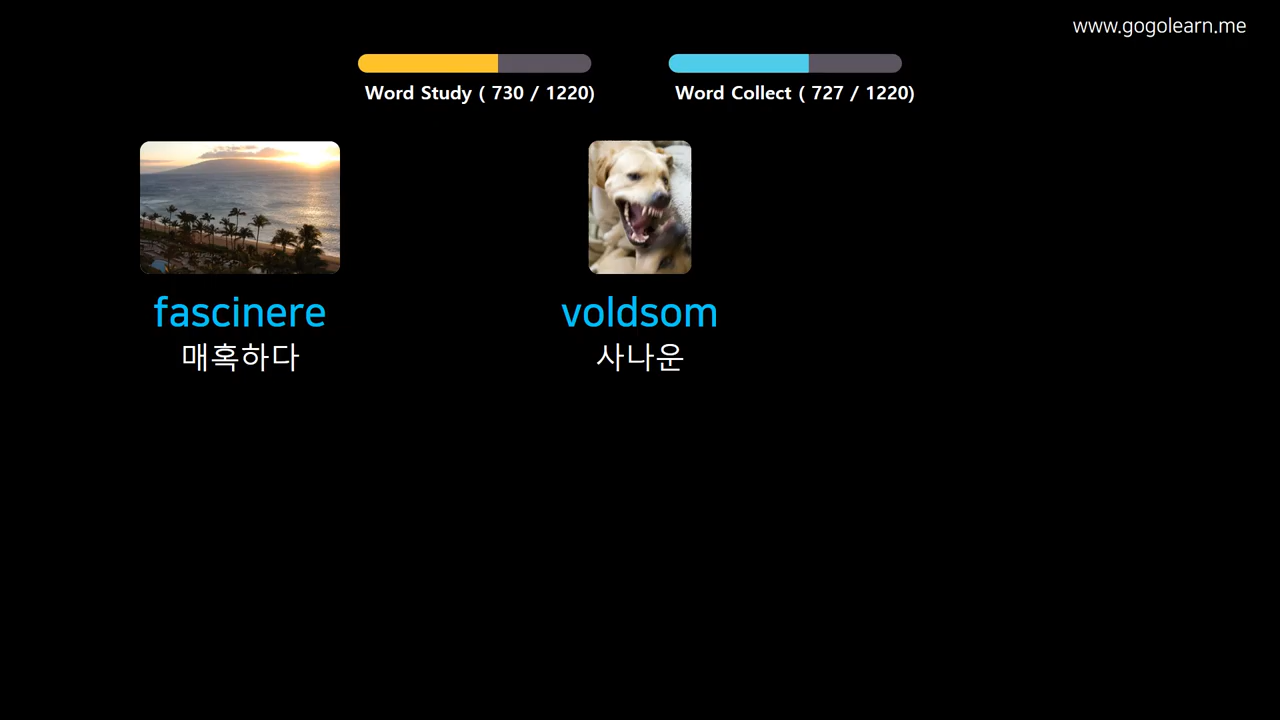 www.gogolearn.me
Word Study ( 730 / 1220)
Word Collect ( 727 / 1220)
fascinere
매혹하다
voldsom
사나운